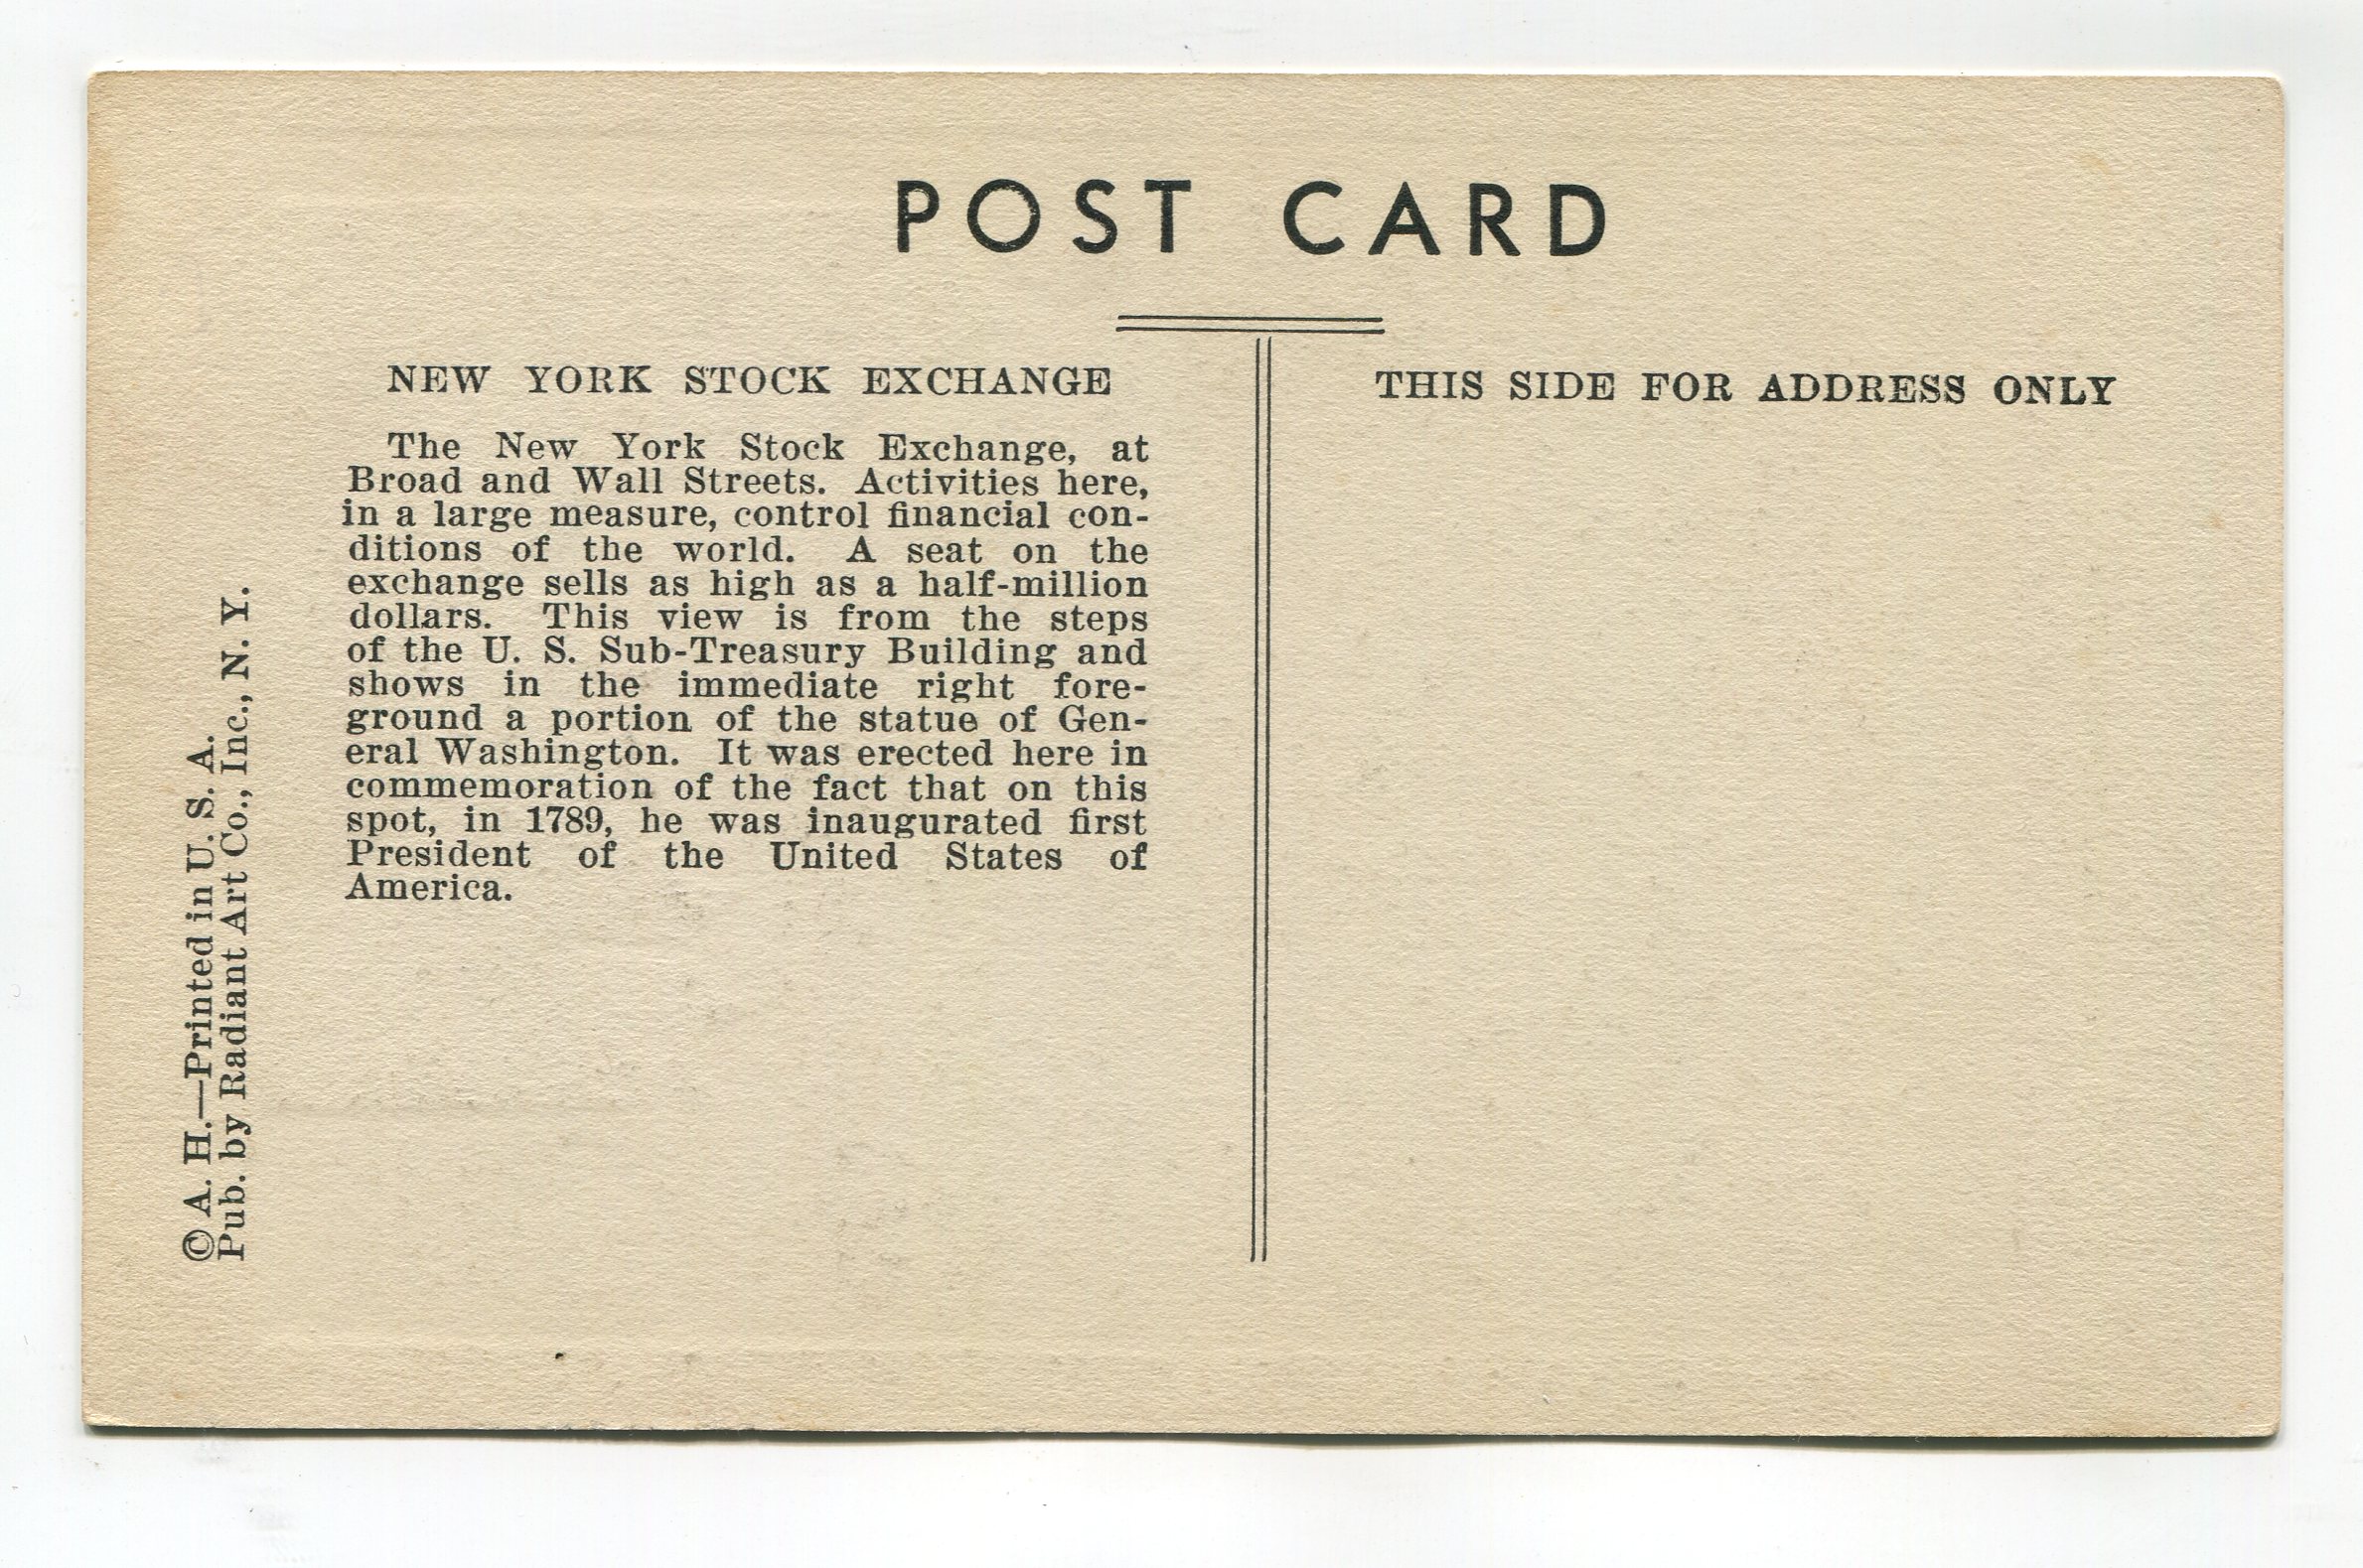 POST CARD
NEW YORK STOCK EXCHANGE
The New York Stock Exchange, at
Broad and Wall Streets. Activities here,
in a large measure, control financial con-
ditions of the world. A seat on the
exchange sells as high as a half-million
dollars. This view is from the steps
of the U. S. Sub-Treasury Building and
shows in the immediate right fore-
ground a portion of the statue of Gen-
eral Washington. It was erected here in
commemoration of the fact that on this
spot, in 1789, he was inaugurated first
President of the United States of
America.
THIS SIDE FOR ADDRESS ONLY
© A. H.—Printed in U. S. A.
Pub. by Radiant Art Co., Inc., N. Y.